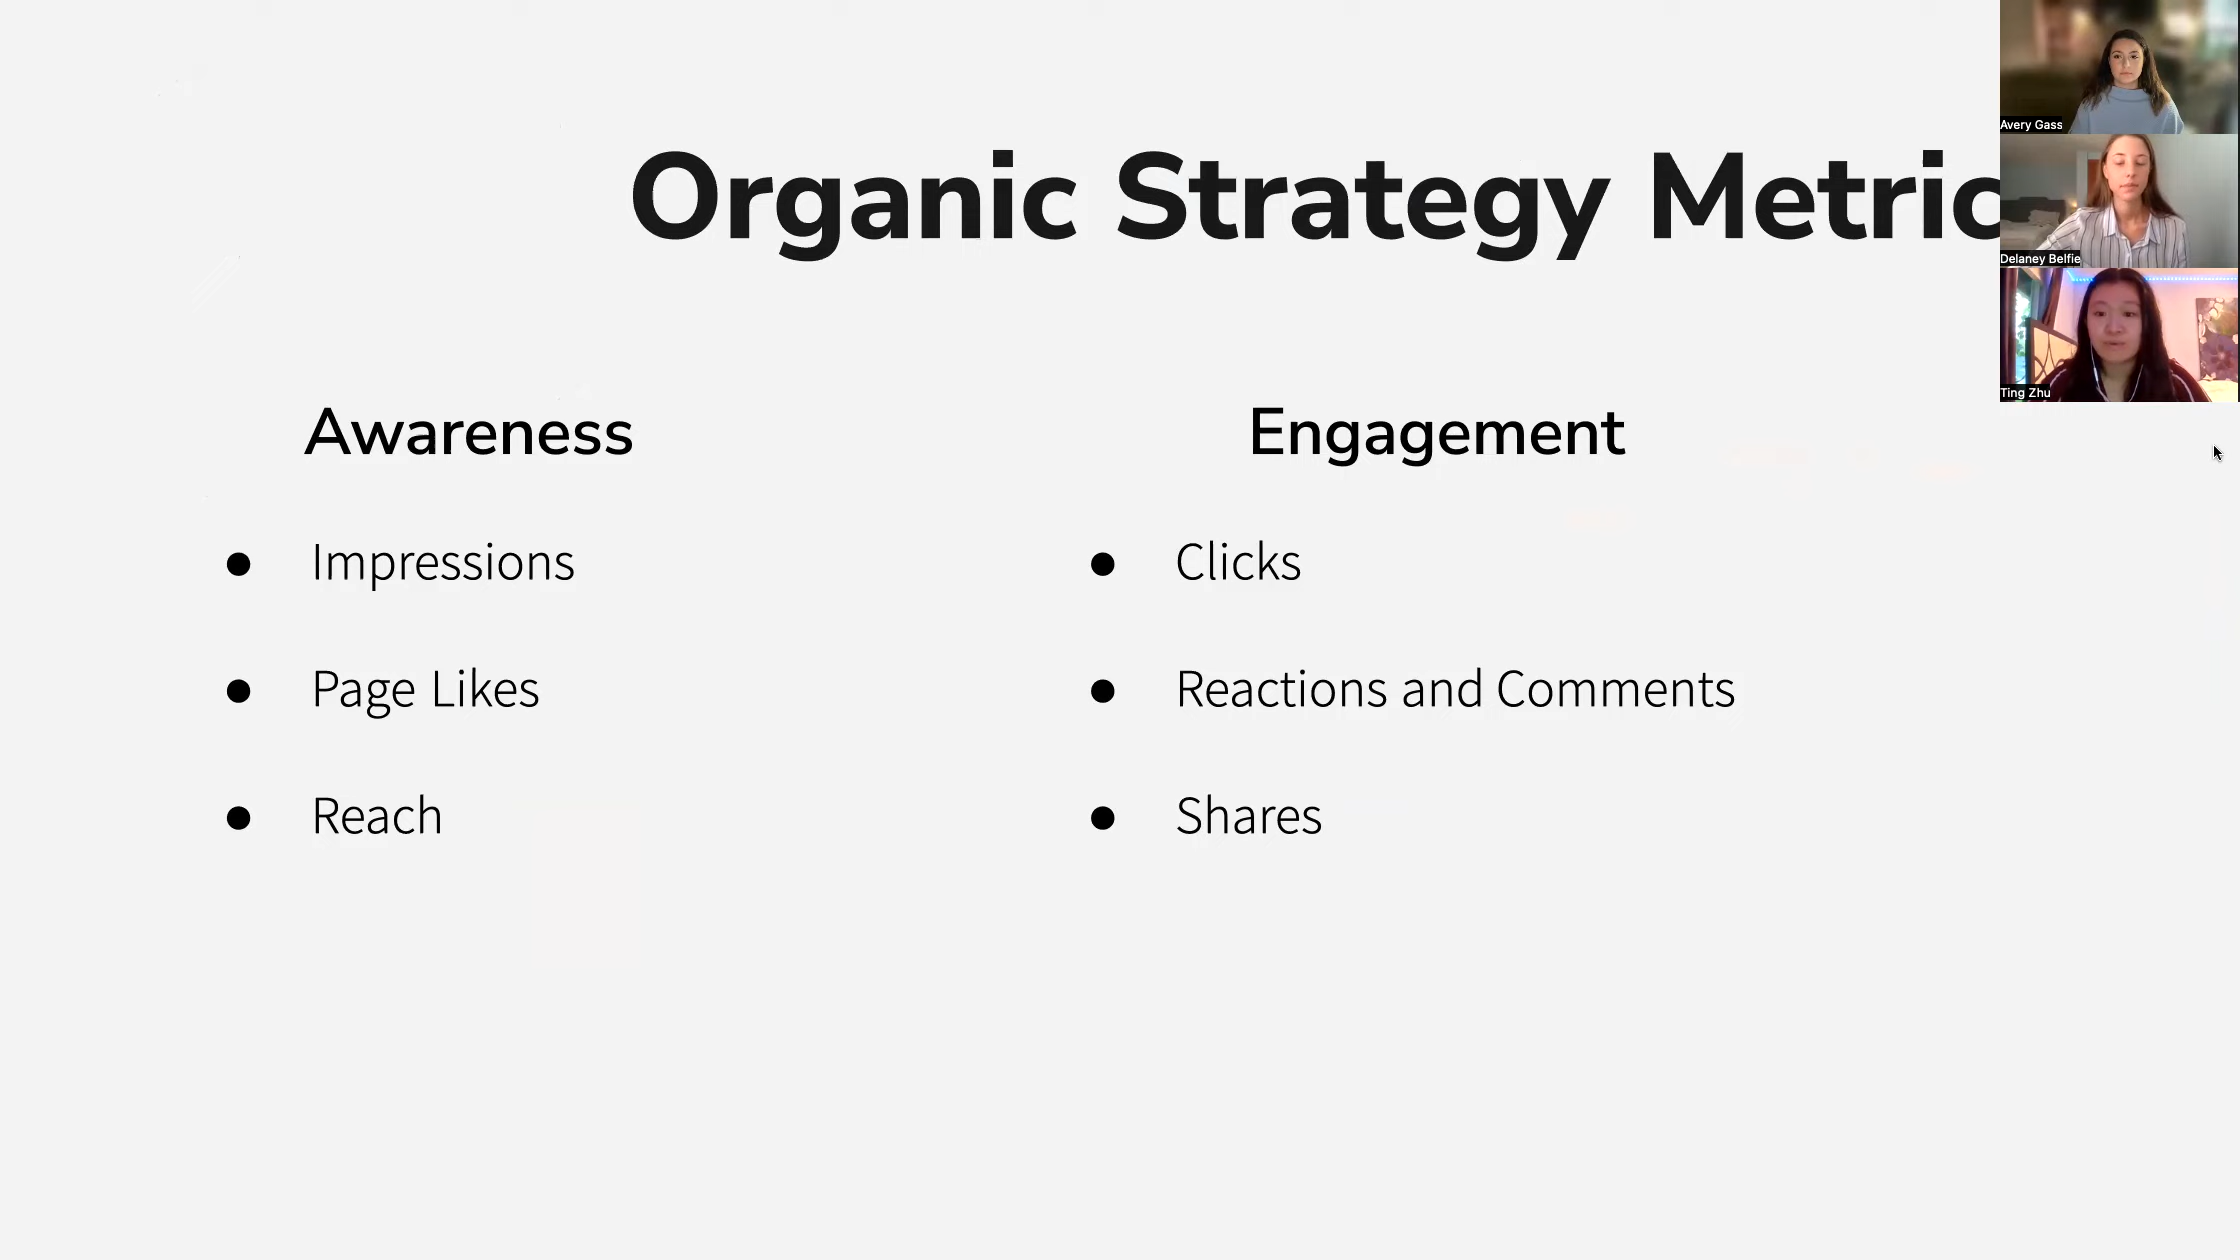 Organic Strategy Metric
Avery Gass
Delaney Belfie
Ting Zhu
Awareness
Impressions
Page Likes
Reach
Engagement
Clicks
Reactions and Comments
Shares